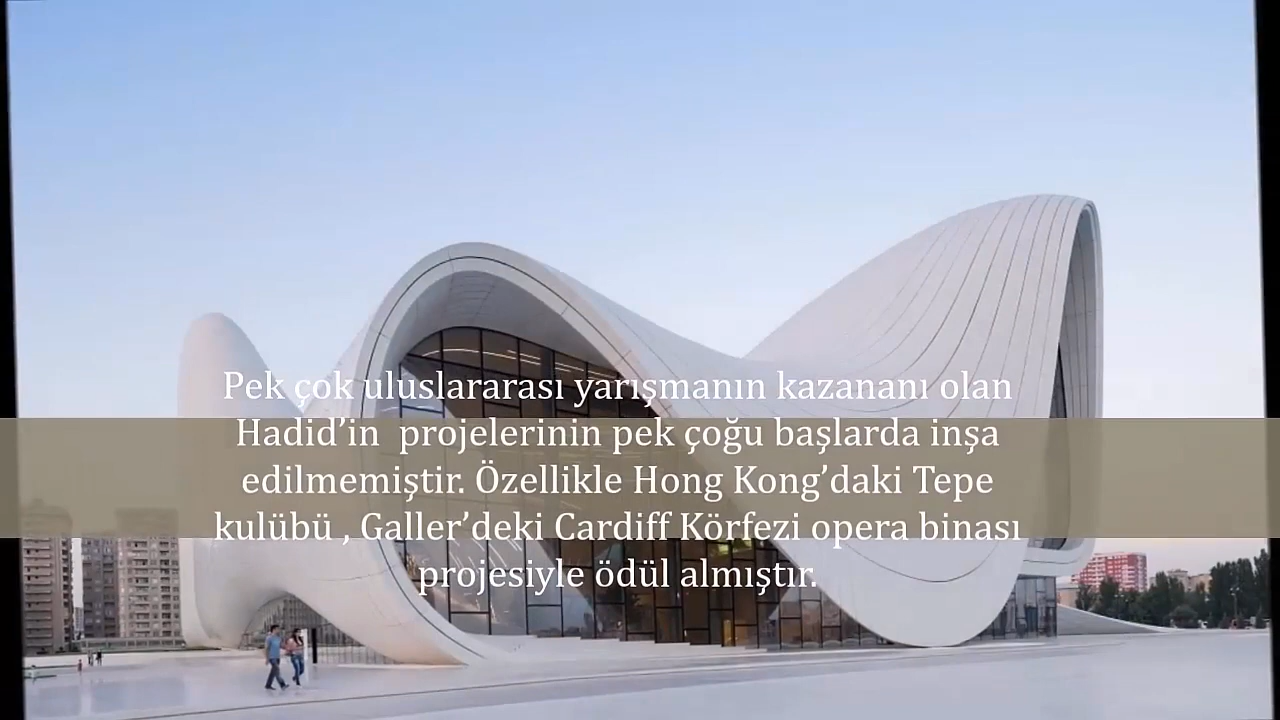 Pek çok uluslararası yarışmanın kazananı olan
Hadid’in  projelerinin pek çoğu başlarda inşa
edilmemiştir. Özellikle Hong Kong’daki Tepe
kulübü , Galler’deki Cardiff Körfezi opera binası
projesiyle ödül almıştır.